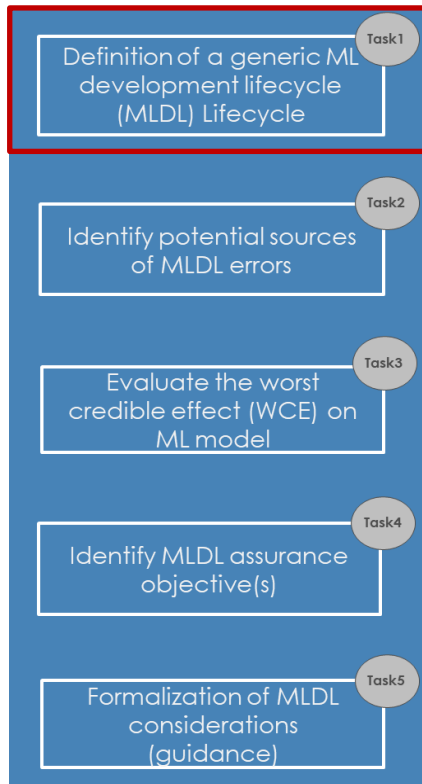 Task1
Definition of a generic ML
development lifecycle
(MLDL) Lifecycle
Task2
Identify potential sources
of MLDL errors
Task3
Evaluate the worst
credible effect (WCE) on
ML model
Task4
Identify MLDL assurance
objective(s)
Task5
Formalization of MLDL
considerations
(guidance)